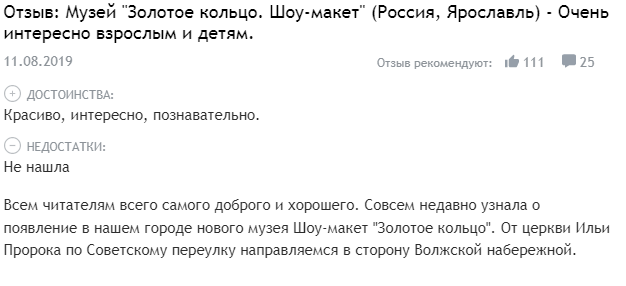 Отзыв: Музей "Золотое кольцо. Шоу-макет" (Россия, Ярославль) - Очень
интересно взрослым и детям.
11.08.2019 Отзыв рекомендуют: 111 25
ДОСТОИНСТВА:
Красиво, интересно, познавательно.
НЕДОСТАТКИ:
Не нашла
Всем читателям всего самого доброго и хорошего. Совсем недавно узнала о
появление в нашем городе нового музея Шоу-макет "Золотое кольцо". От церкви Ильи
Пророка по Советскому переулку направляемся в сторону Волжской набережной.